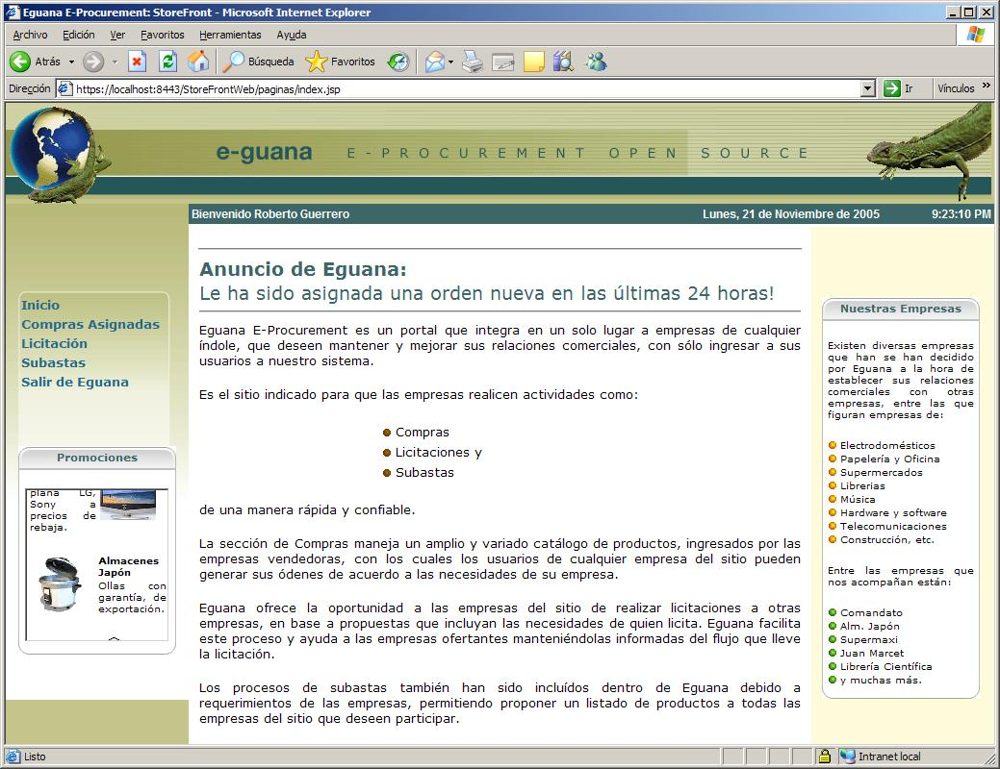 Eguana E-Procurement: StoreFront - Microsoft Internet Explorer
Archivo Edición Ver Favoritos Herramientas Ayuda
Atrás Búsqueda Favoritos
Dirección https://localhost:8443/StoreFrontWeb/paginas/index.jsp Ir Vínculos »
e-guana E-PROCUREMENT OPEN SOURCE
Bienvenido Roberto Guerrero Lunes, 21 de Noviembre de 2005 9:23:10 PM
Inicio
Compras Asignadas
Licitación
Subastas
Salir de Eguana
Promociones
plana LG,
Sony a
precios de
rebaja.
Almacenes
Japón
Ollas con
garantía, de
exportación.
Anuncio de Eguana:
Le ha sido asignada una orden nueva en las últimas 24 horas!
Eguana E-Procurement es un portal que integra en un solo lugar a empresas de cualquier
índole, que deseen mantener y mejorar sus relaciones comerciales, con sólo ingresar a sus
usuarios a nuestro sistema.
Es el sitio indicado para que las empresas realicen actividades como:
Compras
Licitaciones y
Subastas
de una manera rápida y confiable.
La sección de Compras maneja un amplio y variado catálogo de productos, ingresados por las
empresas vendedoras, con los cuales los usuarios de cualquier empresa del sitio pueden
generar sus ódenes de acuerdo a las necesidades de su empresa.
Eguana ofrece la oportunidad a las empresas del sitio de realizar licitaciones a otras
empresas, en base a propuestas que incluyan las necesidades de quien licita. Eguana facilita
este proceso y ayuda a las empresas ofertantes manteniéndolas informadas del flujo que lleve
la licitación.
Los procesos de subastas también han sido incluídos dentro de Eguana debido a
requerimientos de las empresas, permitiendo proponer un listado de productos a todas las
empresas del sitio que deseen participar.
Nuestras Empresas
Existen diversas empresas
que han se han decidido
por Eguana a la hora de
establecer sus relaciones
comerciales con otras
empresas, entre las que
figuran empresas de:
Electrodomésticos
Papelería y Oficina
Supermercados
Librerias
Música
Hardware y software
Telecomunicaciones
Construcción, etc.
Entre las empresas que
nos acompañan están:
Comandato
Alm. Japón
Supermaxi
Juan Marcet
Librería Científica
y muchas más.
Listo Intranet local